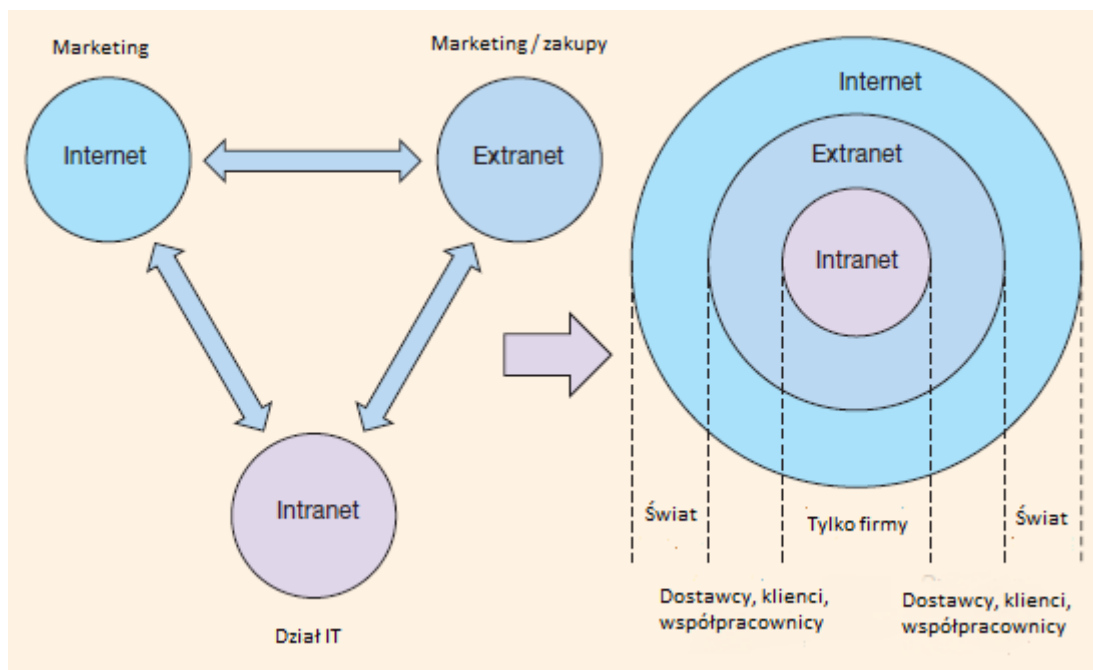 Marketing
Marketing / zakupy
Internet
Extranet
Intranet
Dział IT
Internet
Extranet
Intranet
Świat
Tylko firmy
Świat
Dostawcy, klienci,
współpracownicy
Dostawcy, klienci,
współpracownicy